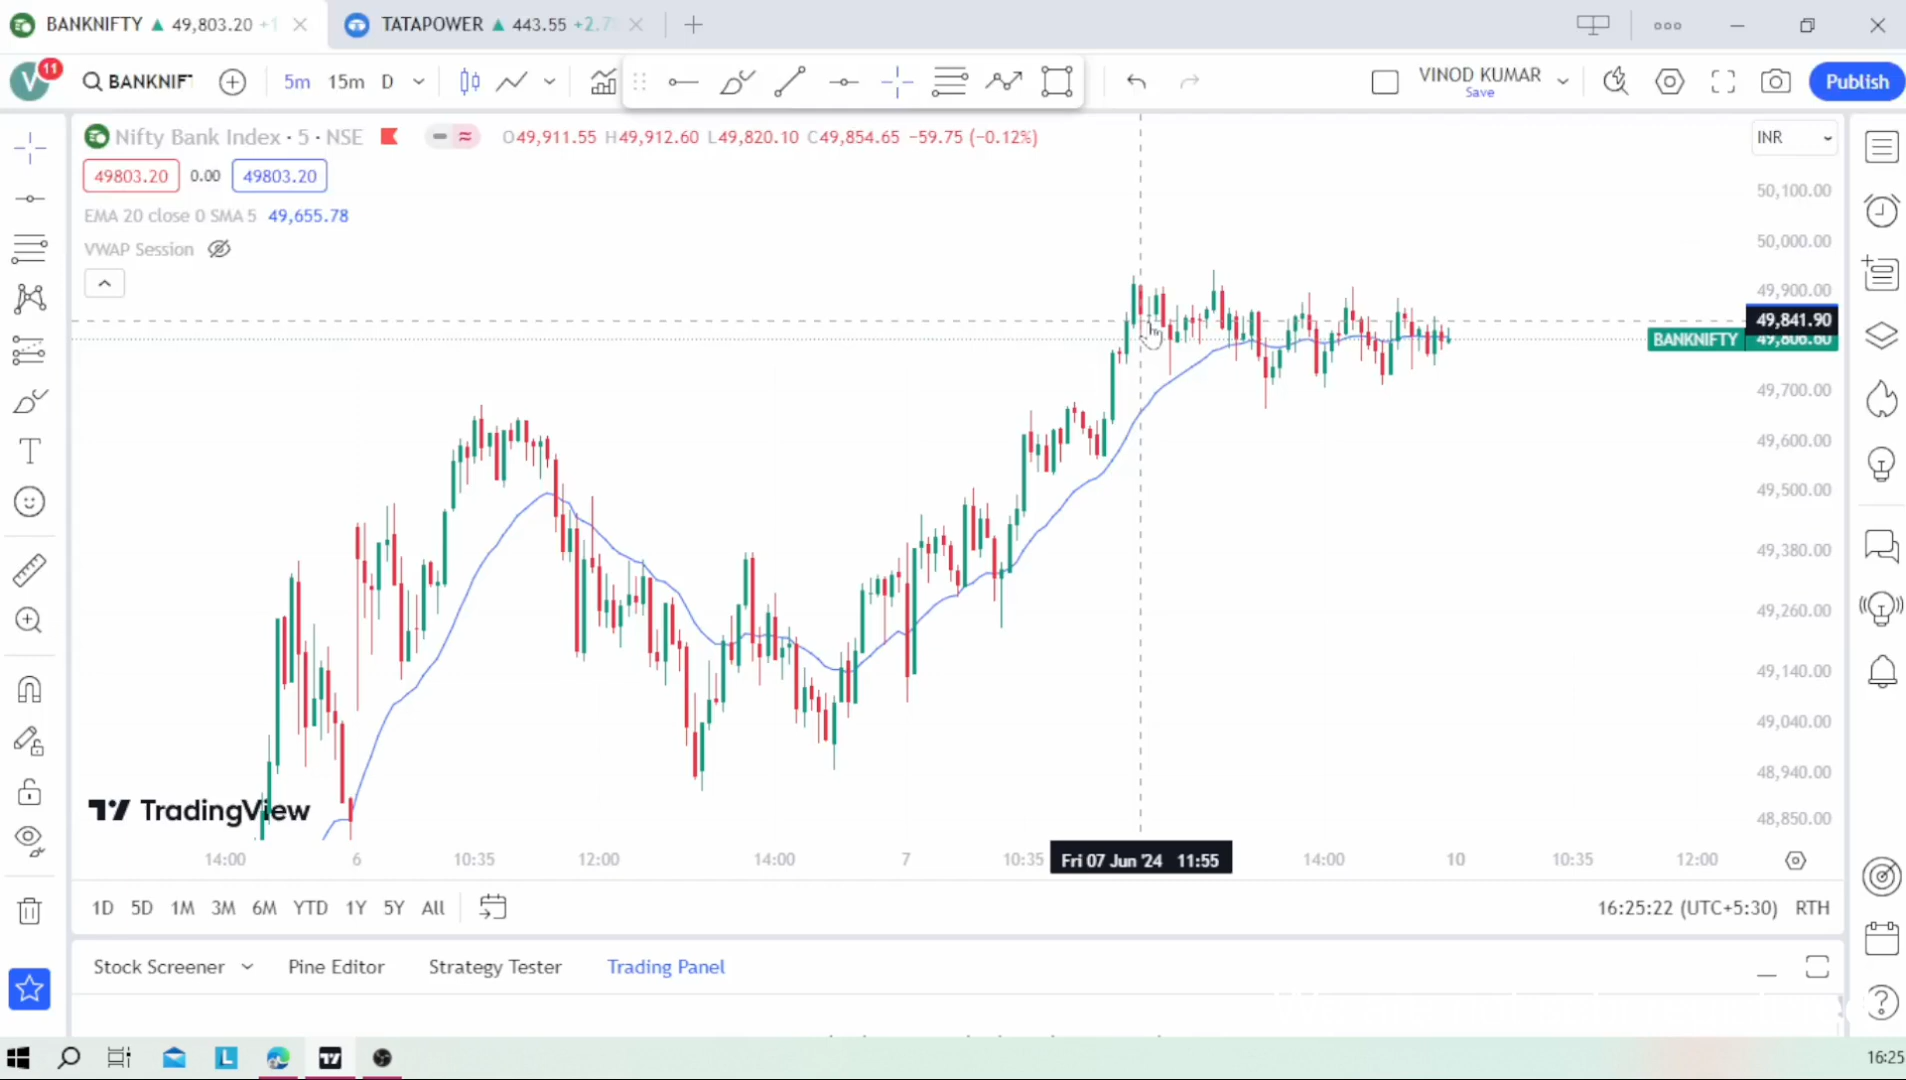 BANKNIFTY ▲ 49,803.20 +1
TATAPOWER ▲ 443.55 +2.7
V 11
BANKNIF
5m 15m D
VINOD KUMAR
Save
Publish
Nifty Bank Index · 5 · NSE
O49,911.55 H49,912.60 L49,820.10 C49,854.65 −59.75 (−0.12%)
INR
49803.20 0.00 49803.20
EMA 20 close 0 SMA 5 49,655.78
VWAP Session
50,100.00
50,000.00
49,900.00
49,841.90
BANKNIFTY 49,806.60
49,700.00
49,600.00
49,500.00
49,380.00
49,260.00
49,140.00
49,040.00
48,940.00
48,850.00
TradingView
14:00 6 10:35 12:00 14:00 7 10:35 Fri 07 Jun '24 11:55 14:00 10 10:35 12:00
1D 5D 1M 3M 6M YTD 1Y 5Y All
16:25:22 (UTC+5:30) RTH
Stock Screener Pine Editor Strategy Tester Trading Panel
L
16:25